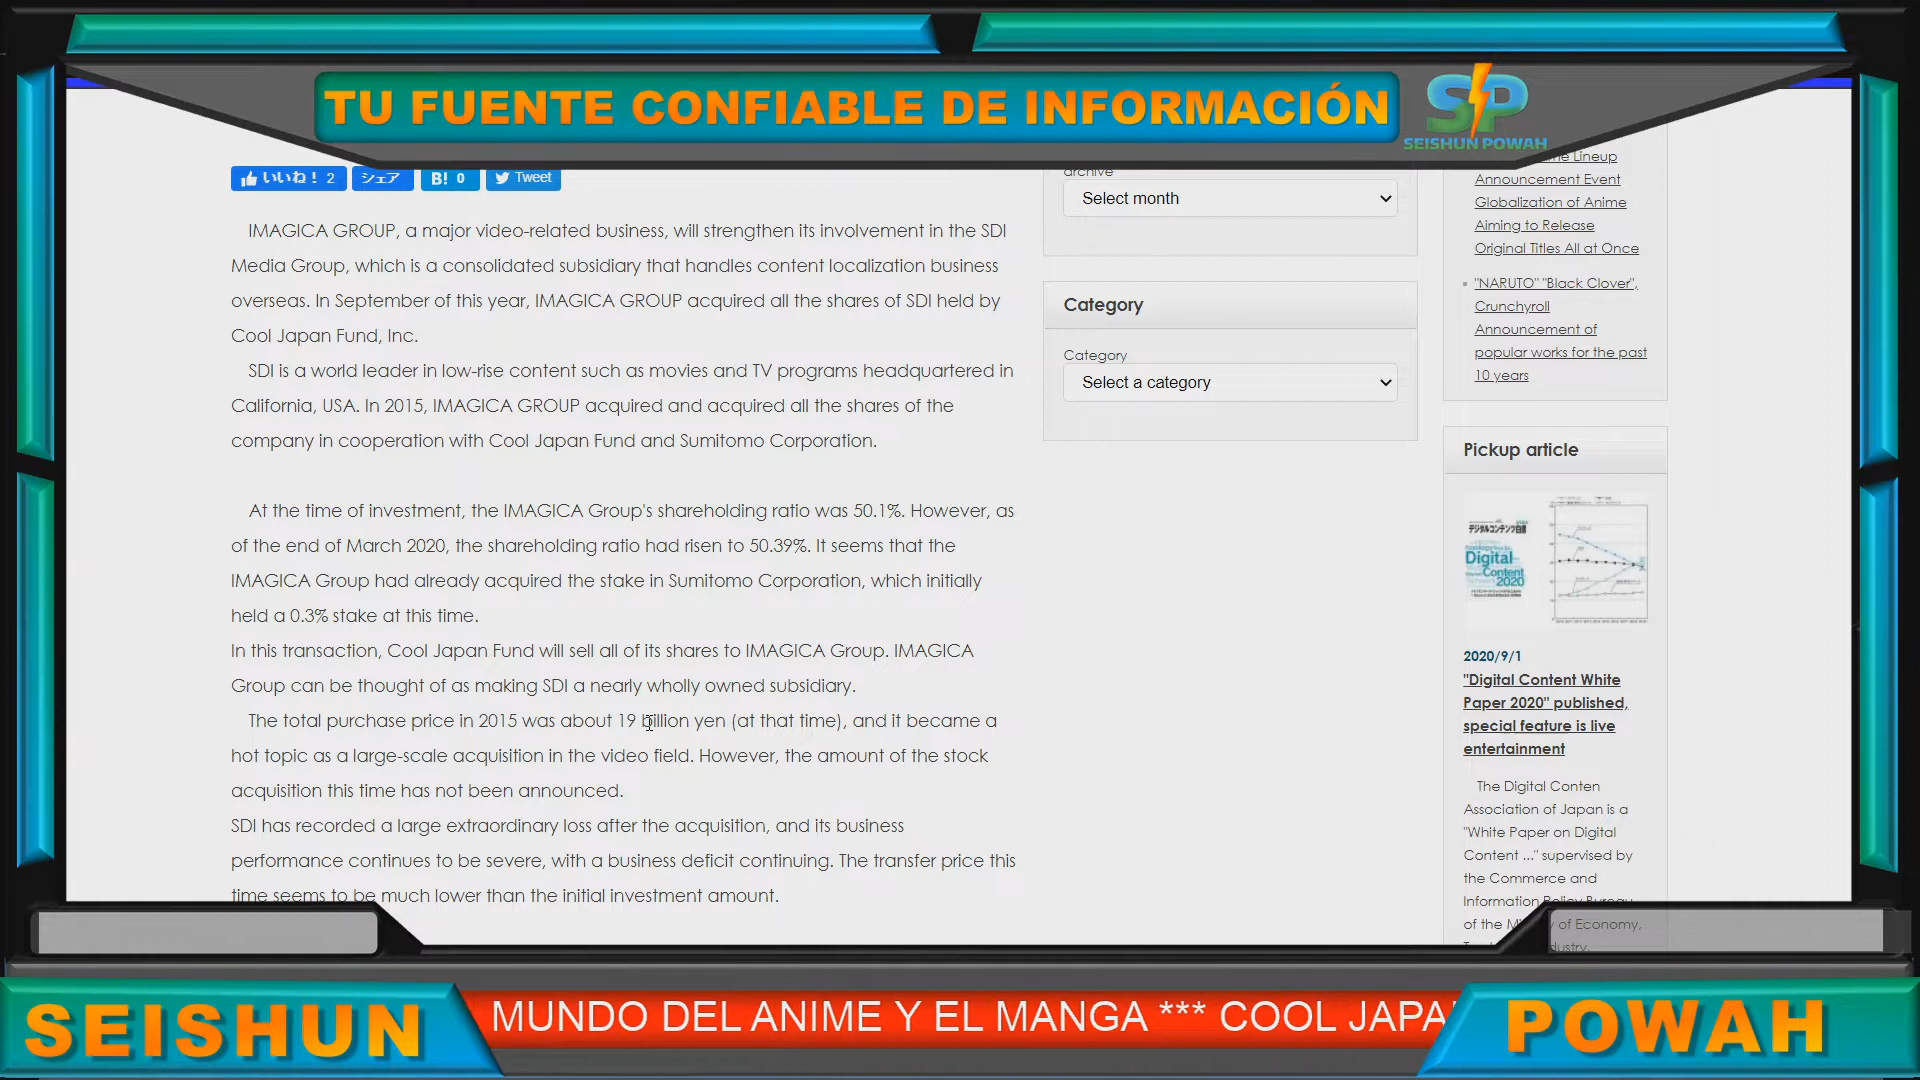 TU FUENTE CONFIABLE DE INFORMACIÓN
SP
SEISHUN POWAH
いいね！ 2
シェア
B! 0
Tweet
IMAGICA GROUP, a major video-related business, will strengthen its involvement in the SDI
Media Group, which is a consolidated subsidiary that handles content localization business
overseas. In September of this year, IMAGICA GROUP acquired all the shares of SDI held by
Cool Japan Fund, Inc.
SDI is a world leader in low-rise content such as movies and TV programs headquartered in
California, USA. In 2015, IMAGICA GROUP acquired and acquired all the shares of the
company in cooperation with Cool Japan Fund and Sumitomo Corporation.
At the time of investment, the IMAGICA Group's shareholding ratio was 50.1%. However, as
of the end of March 2020, the shareholding ratio had risen to 50.39%. It seems that the
IMAGICA Group had already acquired the stake in Sumitomo Corporation, which initially
held a 0.3% stake at this time.
In this transaction, Cool Japan Fund will sell all of its shares to IMAGICA Group. IMAGICA
Group can be thought of as making SDI a nearly wholly owned subsidiary.
The total purchase price in 2015 was about 19 billion yen (at that time), and it became a
hot topic as a large-scale acquisition in the video field. However, the amount of the stock
acquisition this time has not been announced.
SDI has recorded a large extraordinary loss after the acquisition, and its business
performance continues to be severe, with a business deficit continuing. The transfer price this
time seems to be much lower than the initial investment amount.
archive
Select month
Category
Category
Select a category
Lineup
Announcement Event
Globalization of Anime
Aiming to Release
Original Titles All at Once
"NARUTO" "Black Clover",
Crunchyroll
Announcement of
popular works for the past
10 years
Pickup article
デジタルコンテンツ白書
Digital
Content
2020
2020/9/1
"Digital Content White
Paper 2020" published,
special feature is live
entertainment
The Digital Conten
Association of Japan is a
"White Paper on Digital
Content ..." supervised by
the Commerce and
Information Policy Bureau
of the of Economy,
SEISHUN
MUNDO DEL ANIME Y EL MANGA *** COOL JAPA
POWAH